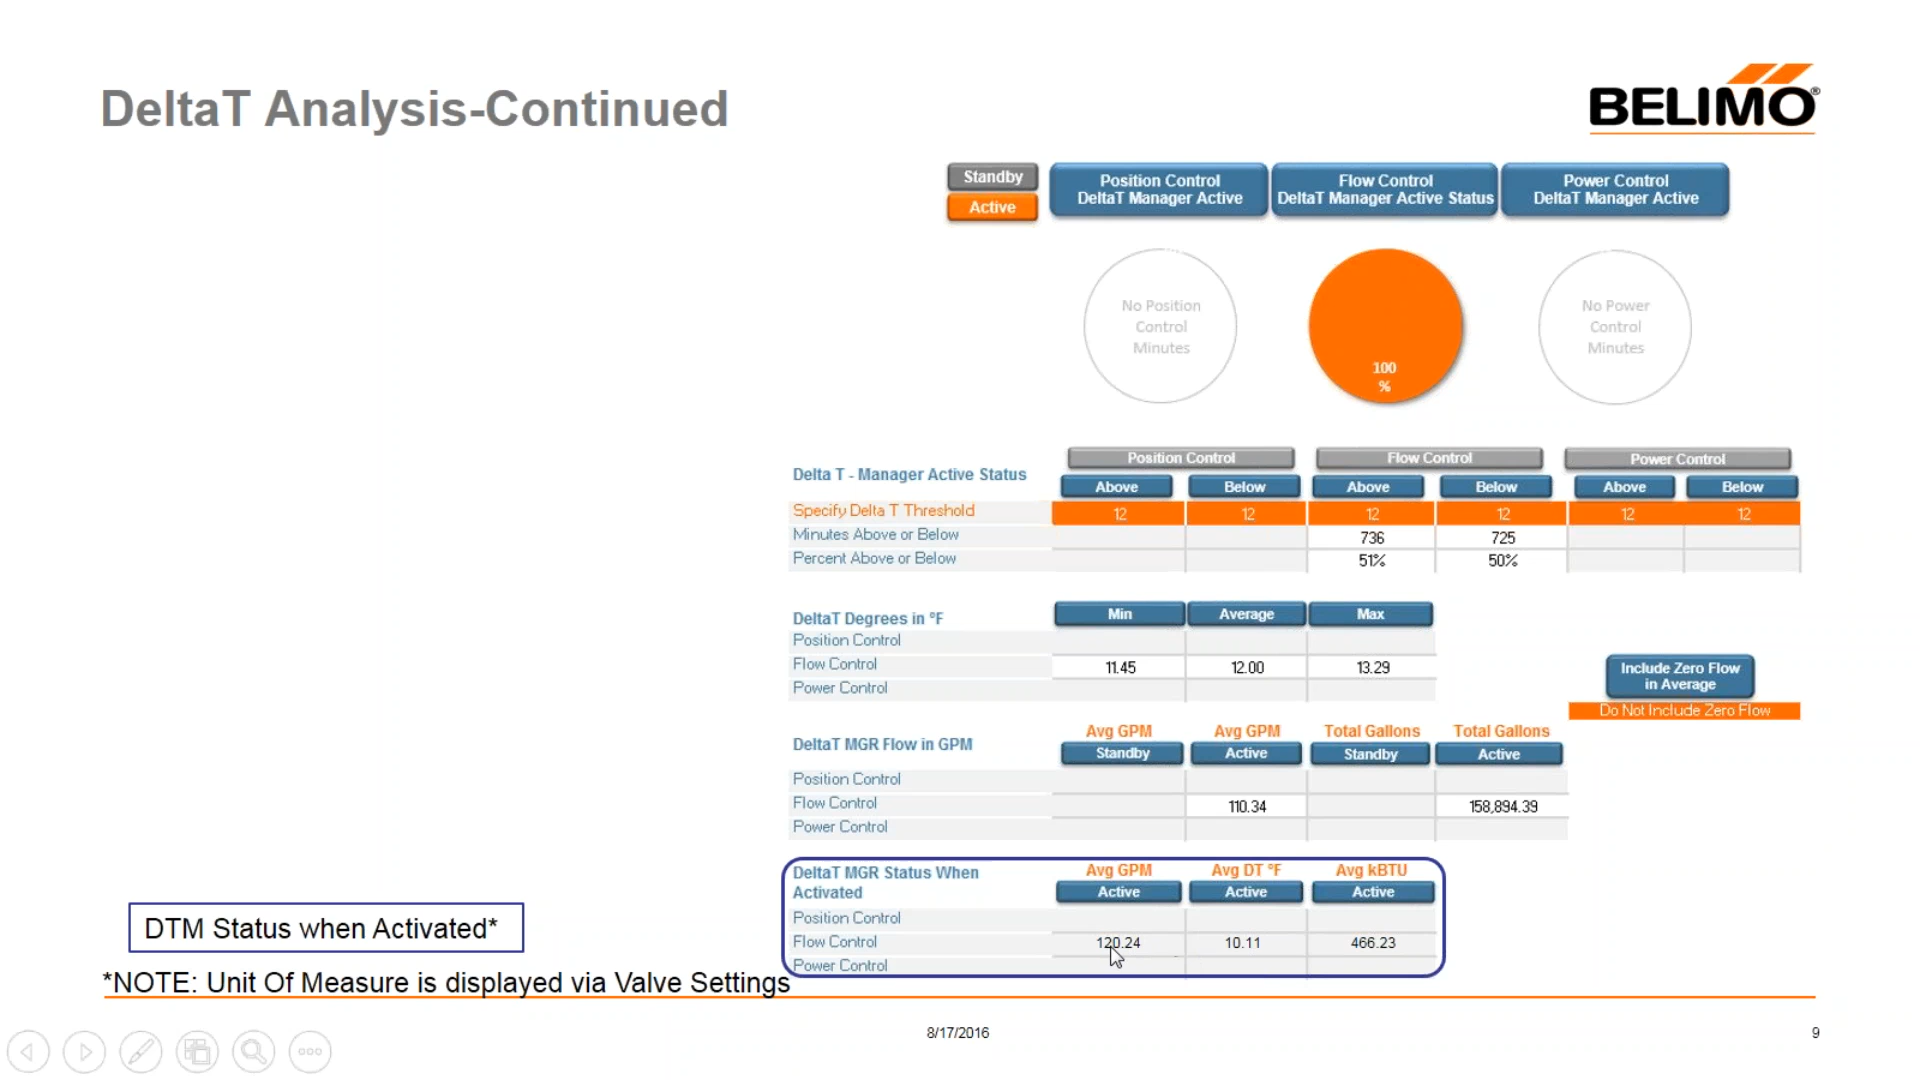 DeltaT Analysis-Continued
BELIMO®
Standby
Active
Position Control
DeltaT Manager Active
Flow Control
DeltaT Manager Active Status
Power Control
DeltaT Manager Active
No Position
Control
Minutes
100
%
No Power
Control
Minutes
Delta T - Manager Active Status
Position Control Flow Control Power Control
Above Below Above Below Above Below
Specify Delta T Threshold 12 12 12 12 12 12
Minutes Above or Below 736 725
Percent Above or Below 51% 50%
DeltaT Degrees in °F Min Average Max
Position Control
Flow Control 11.45 12.00 13.29
Power Control
Include Zero Flow
in Average
Do Not Include Zero Flow
DeltaT MGR Flow in GPM
Avg GPM Avg GPM Total Gallons Total Gallons
Standby Active Standby Active
Position Control
Flow Control 110.34 158,894.39
Power Control
DeltaT MGR Status When
Activated
Avg GPM Avg DT °F Avg kBTU
Active Active Active
Position Control
Flow Control 120.24 10.11 466.23
Power Control
DTM Status when Activated*
*NOTE: Unit Of Measure is displayed via Valve Settings
8/17/2016
9